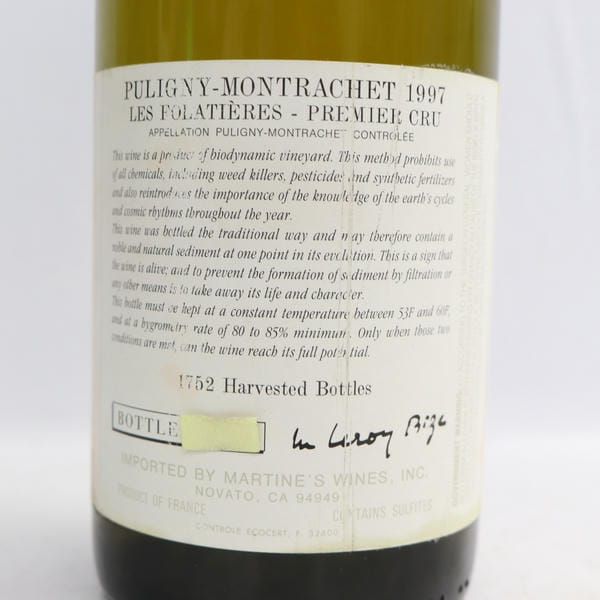 PULIGNY-MONTRACHET 1997
LES FOLATIÈRES - PREMIER CRU
APPELLATION PULIGNY-MONTRACHET CONTRÔLÉE
This wine is a product of biodynamic vineyard. This method prohibits use
of all chemicals, including weed killers, pesticides and synthetic fertilizers
and also reintroduces the importance of the knowledge of the earth's cycles
and cosmic rhythms throughout the year.
This wine was bottled the traditional way and may therefore contain a
noble and natural sediment at one point in its evolution. This is a sign that
the wine is alive; and to prevent the formation of sediment by filtration or
any other means is to take away its life and character.
This bottle must be kept at a constant temperature between 53F and 60F,
and at a hygrometry rate of 80 to 85% minimum. Only when those two
conditions are met, can the wine reach its full potential.
1752 Harvested Bottles
BOTTLE
Leroy Bize
IMPORTED BY MARTINE'S WINES, INC.
NOVATO, CA 94949
PRODUCT OF FRANCE CONTAINS SULFITES
CONTROLE ECOCERT, F. 32600